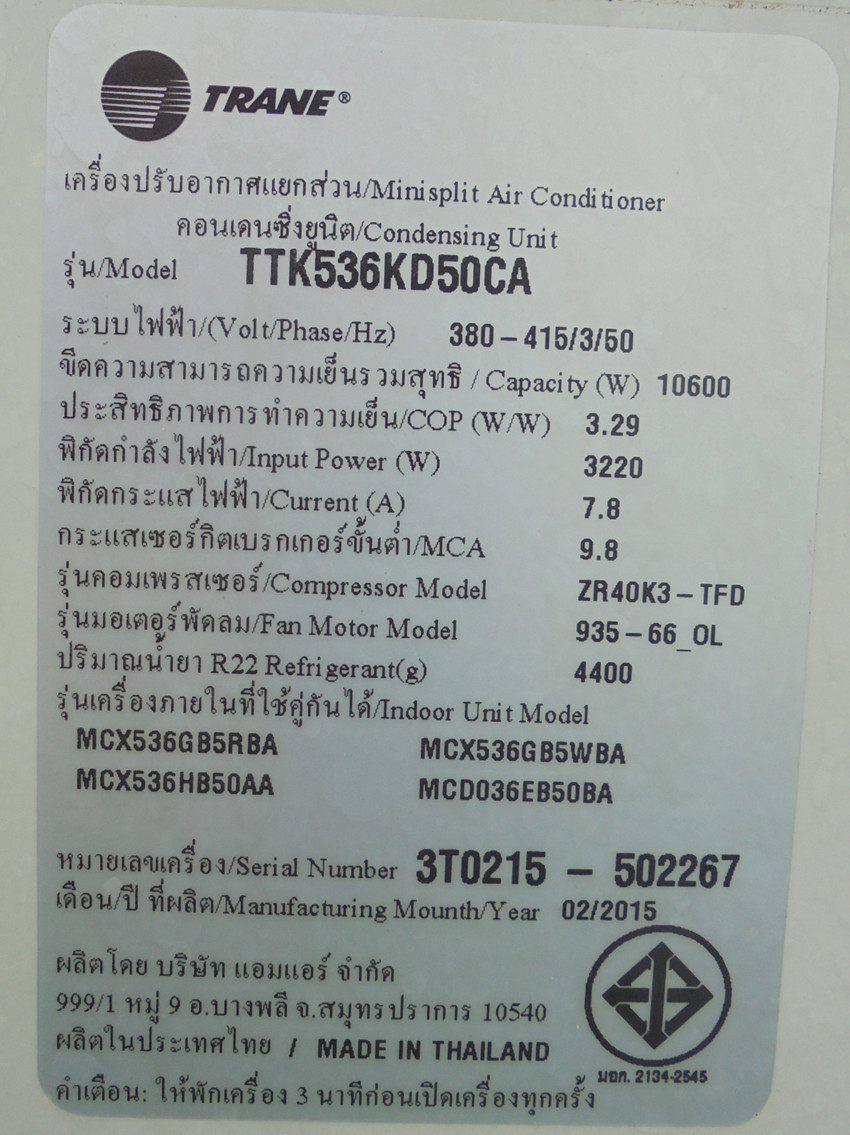 TRANE®
เครื่องปรับอากาศแยกส่วน/Minisplit Air Conditioner
คอนเดนซิ่งยูนิต/Condensing Unit
รุ่น/Model TTK536KD50CA
ระบบไฟฟ้า/(Volt/Phase/Hz) 380-415/3/50
ขีดความสามารถความเย็นรวมสุทธิ / Capacity (W) 10600
ประสิทธิภาพการทำความเย็น/COP (W/W) 3.29
พิกัดกำลังไฟฟ้า/Input Power (W) 3220
พิกัดกระแสไฟฟ้า/Current (A) 7.8
กระแสเซอร์กิตเบรกเกอร์ขั้นต่ำ/MCA 9.8
รุ่นคอมเพรสเซอร์/Compressor Model ZR40K3-TFD
รุ่นมอเตอร์พัดลม/Fan Motor Model 935-66_OL
ปริมาณน้ำยา R22 Refrigerant(g) 4400
รุ่นเครื่องภายในที่ใช้คู่กันได้/Indoor Unit Model
MCX536GB5RBA MCX536GB5WBA
MCX536HB50AA MCD036EB50BA
หมายเลขเครื่อง/Serial Number 3T0215 - 502267
เดือน/ปี ที่ผลิต/Manufacturing Mounth/Year 02/2015
ผลิตโดย บริษัท แอมแอร์ จำกัด
999/1 หมู่ 9 อ.บางพลี จ.สมุทรปราการ 10540
ผลิตในประเทศไทย / MADE IN THAILAND
มอก. 2134-2545
คำเตือน: ให้พักเครื่อง 3 นาทีก่อนเปิดเครื่องทุกครั้ง